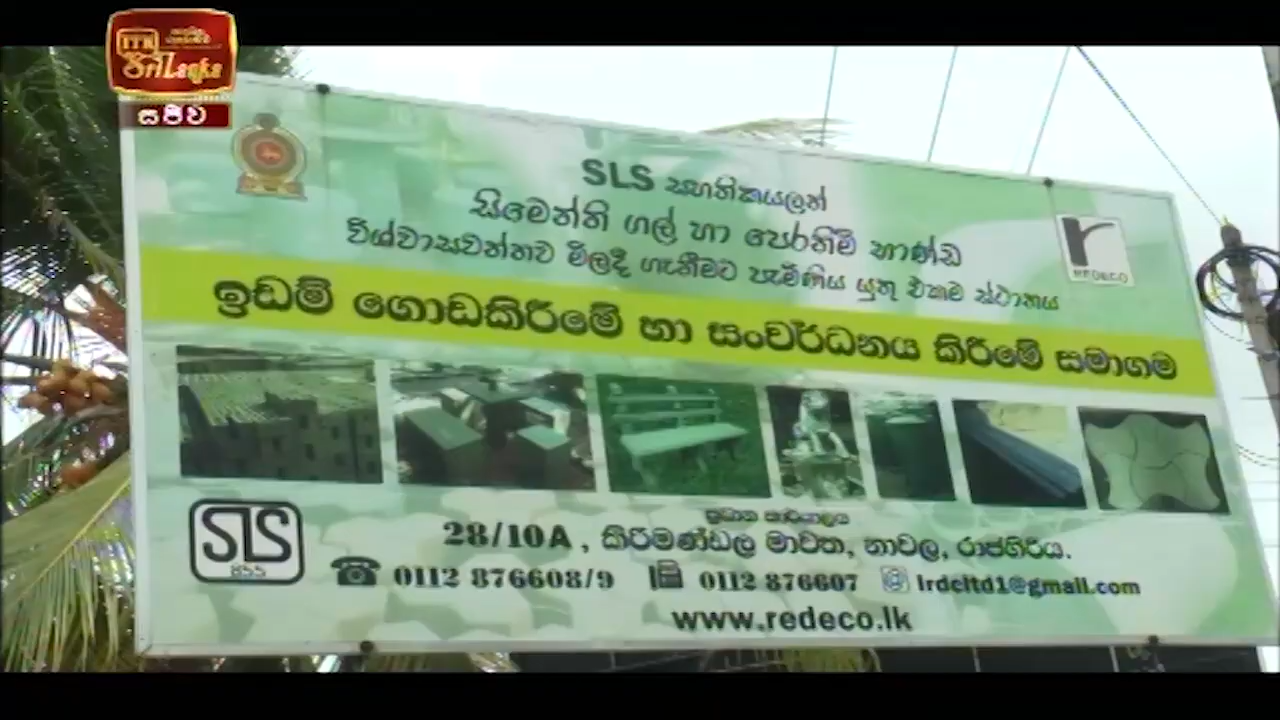 ITN
Sri Lanka
සජීව
SLS සහතිකයලත්
සිමෙන්ති ගල් හා පෙරනිමි භාණ්ඩ
විශ්වාසවන්තව මිලදී ගැනීමට පැමිණිය යුතු එකම ස්ථානය
REDECO
ඉඩම් ගොඩකිරීමේ හා සංවර්ධනය කිරීමේ සමාගම
SLS
855
ප්‍රධාන කාර්යාලය
28/10A , කිරිමණ්ඩල මාවත, නාවල, රාජගිරිය.
0112 876608/9 0112 876607 lrdcltd1@gmail.com
www.redeco.lk